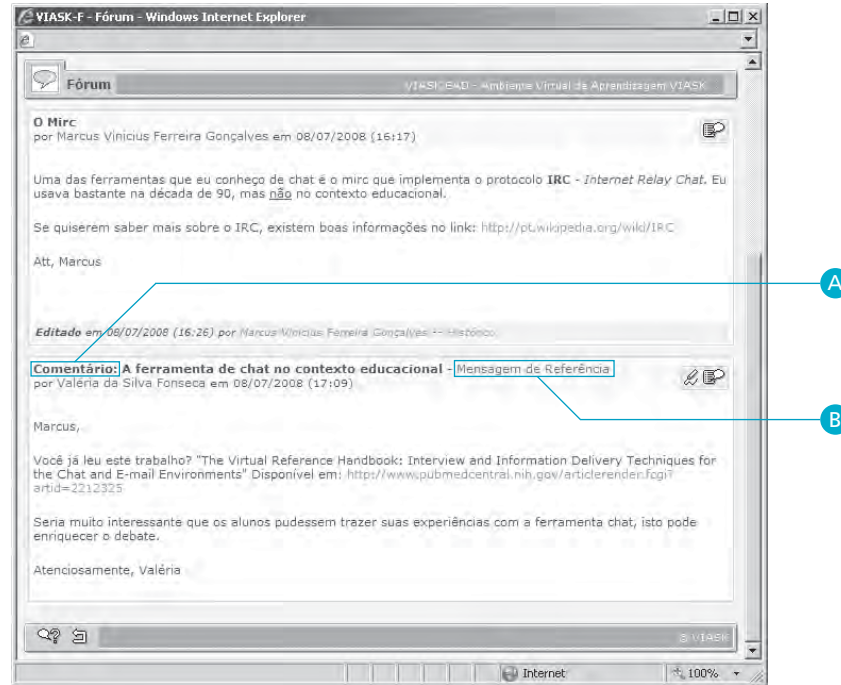 VIASK-F - Fórum - Windows Internet Explorer
Fórum
VIASK|EAD - Ambiente Virtual de Aprendizagem VIASK
O Mirc
por Marcus Vinicius Ferreira Gonçalves em 08/07/2008 (16:17)
Uma das ferramentas que eu conheço de chat é o mirc que implementa o protocolo IRC - Internet Relay Chat. Eu
usava bastante na década de 90, mas não no contexto educacional.
Se quiserem saber mais sobre o IRC, existem boas informações no link: http://pt.wikipedia.org/wiki/IRC
Att, Marcus
A
Editado em 08/07/2008 (16:26) por Marcus Vinicius Ferreira Gonçalves -- Histórico.
Comentário: A ferramenta de chat no contexto educacional - Mensagem de Referência
por Valéria da Silva Fonseca em 08/07/2008 (17:09)
B
Marcus,
Você já leu este trabalho? "The Virtual Reference Handbook: Interview and Information Delivery Techniques for
the Chat and E-mail Environments" Disponível em: http://www.pubmedcentral.nih.gov/articlerender.fcgi?
artid=2212325
Seria muito interessante que os alunos pudessem trazer suas experiências com a ferramenta chat, isto pode
enriquecer o debate.
Atenciosamente, Valéria
© VIASK
Internet
100%